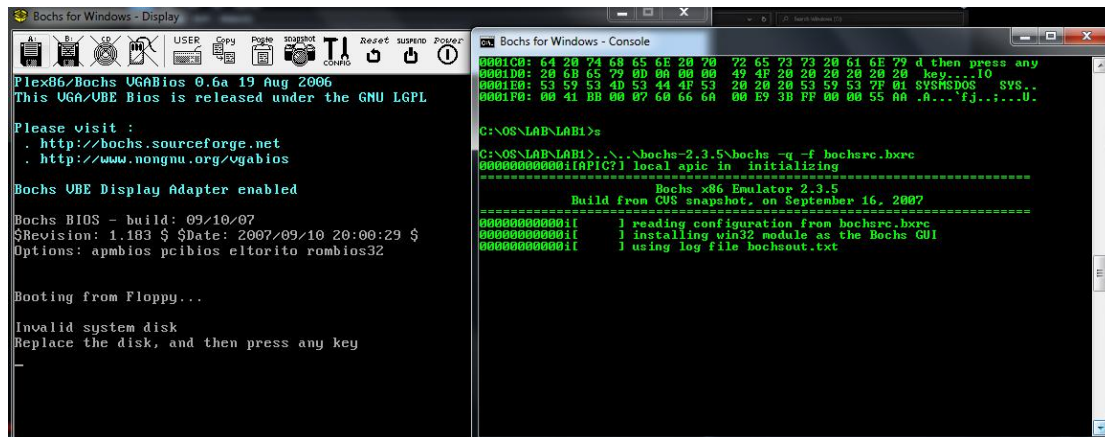 Bochs for Windows - Display
A:
B:
CD
USER
Copy
Paste
snapshot
CONFIG
Reset
SUSPEND
Power
Plex86/Bochs VGABios 0.6a 19 Aug 2006
This VGA/VBE Bios is released under the GNU LGPL
Please visit :
. http://bochs.sourceforge.net
. http://www.nongnu.org/vgabios
Bochs VBE Display Adapter enabled
Bochs BIOS - build: 09/10/07
$Revision: 1.183 $ $Date: 2007/09/10 20:00:29 $
Options: apmbios pcibios eltorito rombios32
Booting from Floppy...
Invalid system disk
Replace the disk, and then press any key
_
Bochs for Windows - Console
0001C0: 64 20 74 68 65 6E 20 70 72 65 73 73 20 61 6E 79 d then press any
0001D0: 20 6B 65 79 0D 0A 00 00 49 4F 20 20 20 20 20 20 key....IO
0001E0: 53 59 53 4D 53 44 4F 53 20 20 20 53 59 53 7F 01 SYSMSDOS SYS..
0001F0: 00 41 BB 00 07 60 66 6A 00 E9 3B FF 00 00 55 AA .A...`fj..;...U.
C:\OS\LAB\LAB1>s
C:\OS\LAB\LAB1>..\..\bochs-2.3.5\bochs -q -f bochsrc.bxrc
00000000000i[APIC?] local apic in initializing
========================================================================
Bochs x86 Emulator 2.3.5
Build from CVS snapshot, on September 16, 2007
========================================================================
00000000000i[ ] reading configuration from bochsrc.bxrc
00000000000i[ ] installing win32 module as the Bochs GUI
00000000000i[ ] using log file bochsout.txt